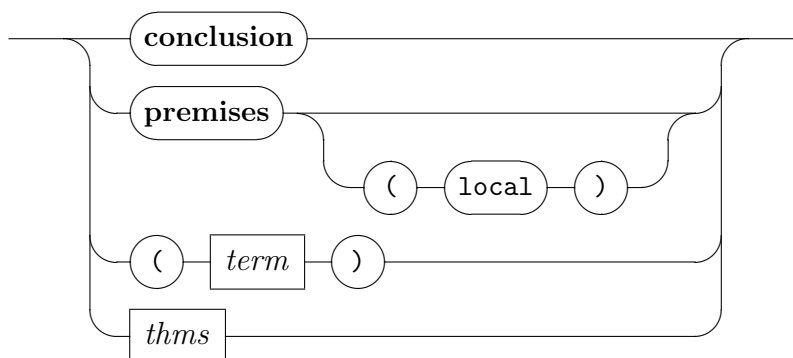 conclusion
premises
( local )
( term )
thms